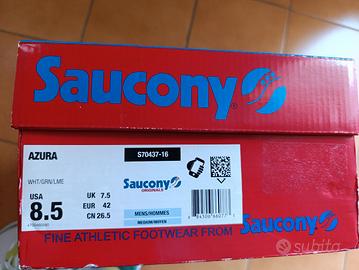 Saucony®
AZURA
S70437-16
WHT/GRN/LME
USA
8.5
UK 7.5
EUR 42
CN 26.5
Saucony
ORIGINALS
MENS/HOMMES
MEDIUM/MOYEN
Saucony
FINE ATHLETIC FOOTWEAR FROM
subito